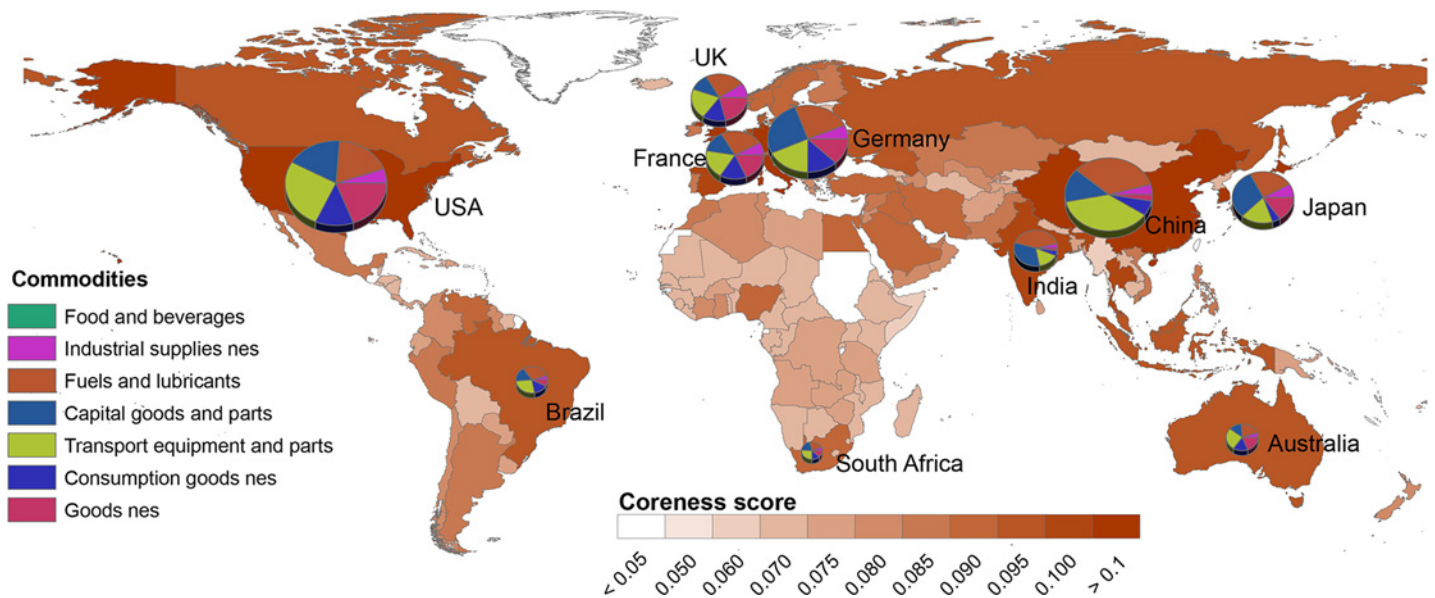 UK
Germany
France
USA
China
Japan
India
Commodities
Food and beverages
Industrial supplies nes
Fuels and lubricants
Capital goods and parts
Transport equipment and parts
Consumption goods nes
Goods nes
Brazil
Australia
South Africa
Coreness score
< 0.05
0.050
0.060
0.070
0.075
0.080
0.085
0.090
0.095
0.100
> 0.1